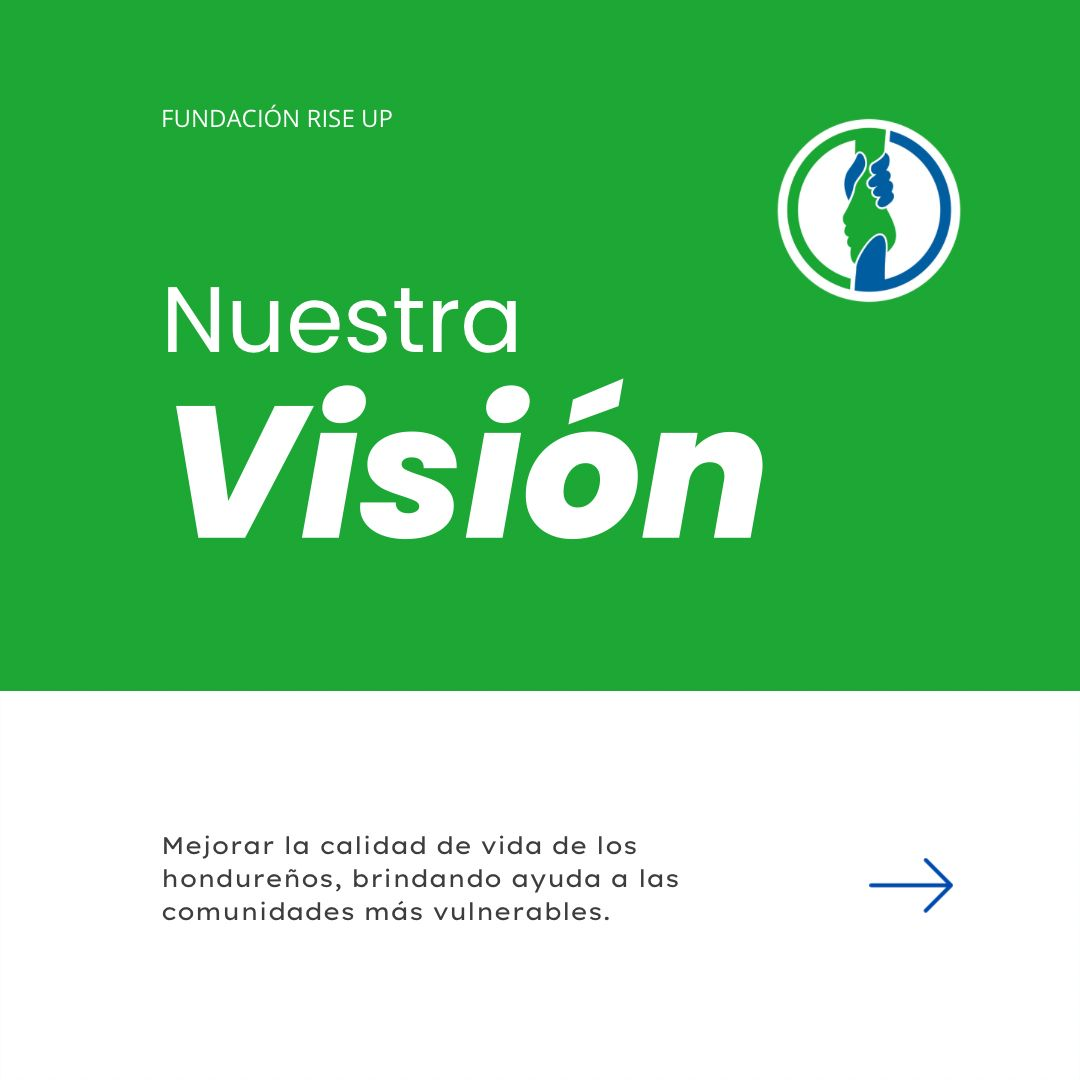 FUNDACIÓN RISE UP
Nuestra
Visión
Mejorar la calidad de vida de los
hondureños, brindando ayuda a las
comunidades más vulnerables.